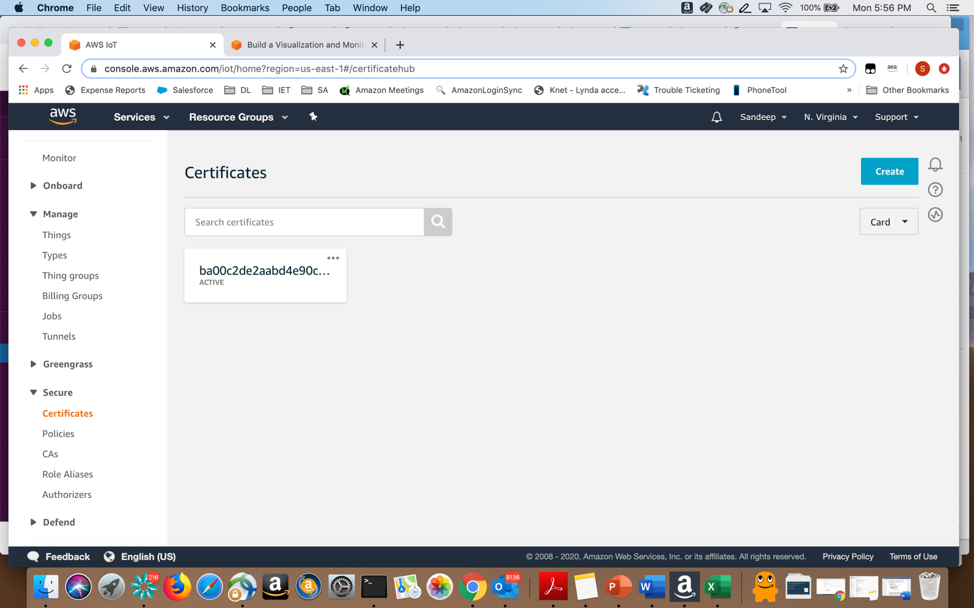 Chrome File Edit View History Bookmarks People Tab Window Help 100% Mon 5:56 PM
AWS IoT Build a Visualization and Monit
console.aws.amazon.com/iot/home?region=us-east-1#/certificatehub aea S
Apps Expense Reports Salesforce DL IET SA Amazon Meetings AmazonLoginSync Knet - Lynda acce... Trouble Ticketing PhoneTool » Other Bookmarks
aws Services Resource Groups Sandeep N. Virginia Support
Monitor
Onboard
Manage
Things
Types
Thing groups
Billing Groups
Jobs
Tunnels
Greengrass
Secure
Certificates
Policies
CAs
Role Aliases
Authorizers
Defend
Certificates
Create
Search certificates
Card
ba00c2de2aabd4e90c...
ACTIVE
Feedback English (US) © 2008 - 2020, Amazon Web Services, Inc. or its affiliates. All rights reserved. Privacy Policy Terms of Use
216
8136